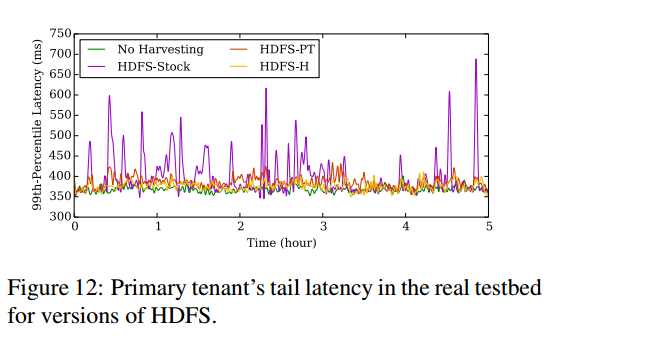 750
700
650
600
550
500
450
400
350
300
99th-Percentile Latency (ms)
No Harvesting
HDFS-Stock
HDFS-PT
HDFS-H
0 1 2 3 4 5
Time (hour)
Figure 12: Primary tenant's tail latency in the real testbed
for versions of HDFS.